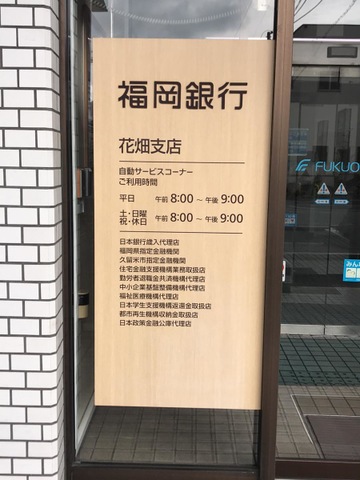 福岡銀行
花畑支店
自動サービスコーナー
ご利用時間
平日 午前 8:00 ~ 午後 9:00
土・日曜
祝・休日 午前 8:00 ~ 午後 9:00
日本銀行歳入代理店
福岡県指定金融機関
久留米市指定金融機関
住宅金融支援機構業務取扱店
勤労者退職金共済機構代理店
中小企業基盤整備機構代理店
福祉医療機構代理店
日本学生支援機構返還金取扱店
都市再生機構収納金取扱店
日本政策金融公庫代理店
FUKUO
みん